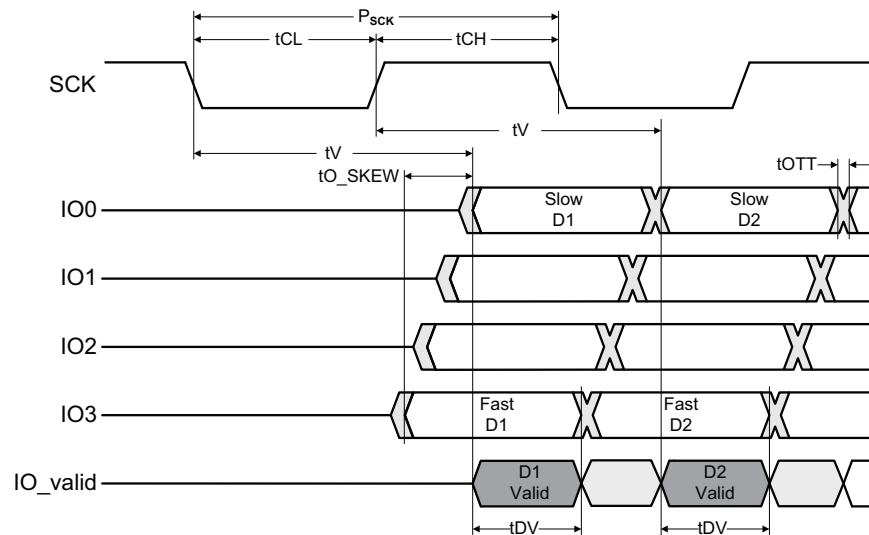 PSCK
tCL tCH
SCK
tV
tV
tO_SKEW
tOTT
IO0
Slow
D1
Slow
D2
IO1
IO2
IO3
Fast
D1
Fast
D2
IO_valid
D1
Valid
D2
Valid
tDV tDV